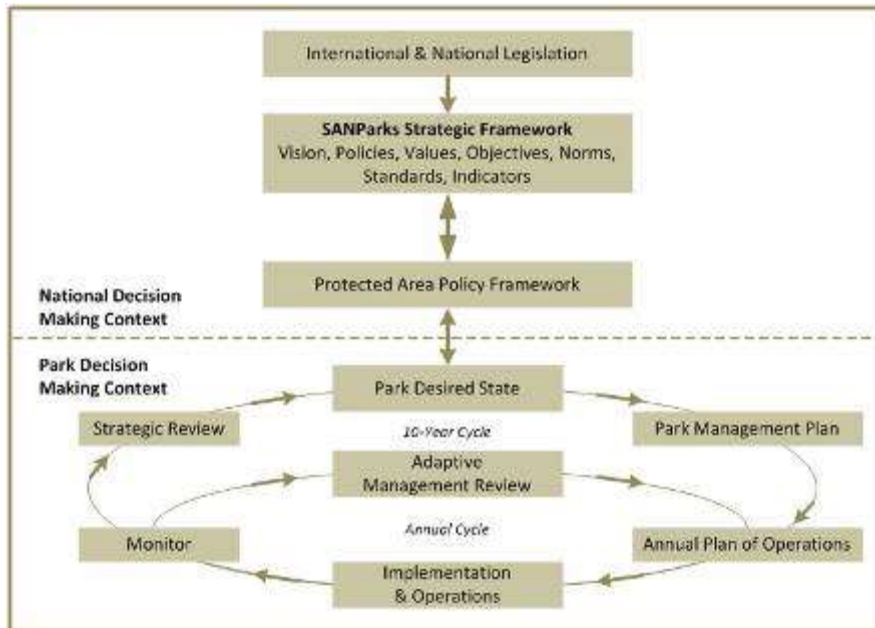 International & National Legislation
SANParks Strategic Framework
Vision, Policies, Values, Objectives, Norms,
Standards, Indicators
Protected Area Policy Framework
National Decision
Making Context
Park Decision
Making Context
Park Desired State
Strategic Review
10-Year Cycle
Park Management Plan
Adaptive
Management Review
Monitor
Annual Cycle
Annual Plan of Operations
Implementation
& Operations